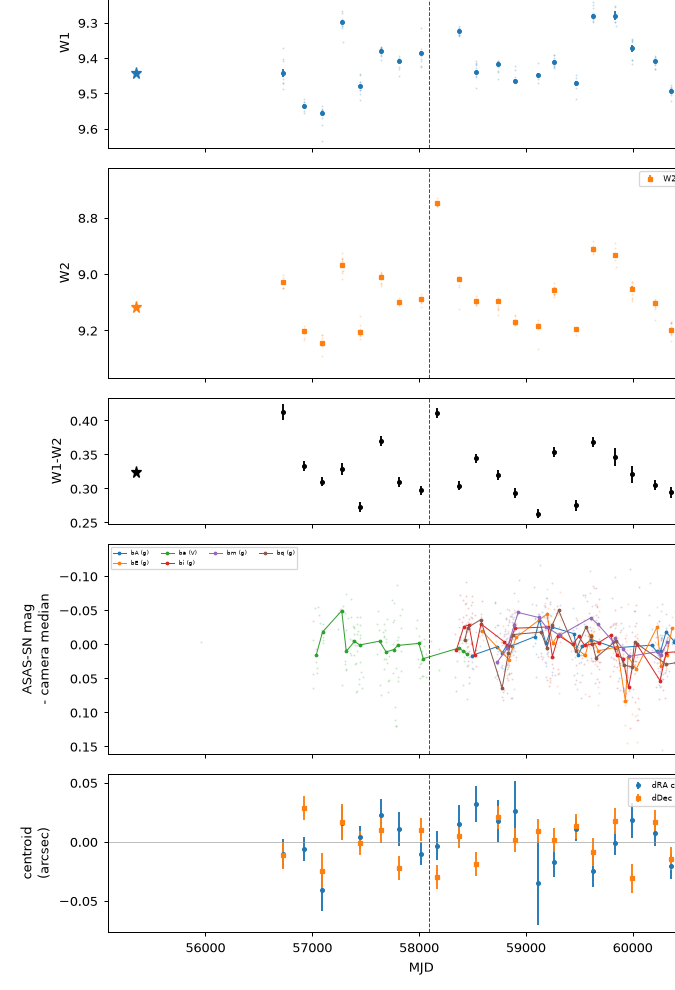 9.3
9.4
9.5
9.6
W1
8.8
9.0
9.2
W2
W2
0.40
0.35
0.30
0.25
W1-W2
bA (g)
bE (g)
ba (V)
bi (g)
bm (g)
bq (g)
−0.10
−0.05
0.00
0.05
0.10
0.15
ASAS-SN mag
- camera median
0.05
0.00
−0.05
centroid
(arcsec)
dRA c
dDec
56000
57000
58000
59000
60000
MJD